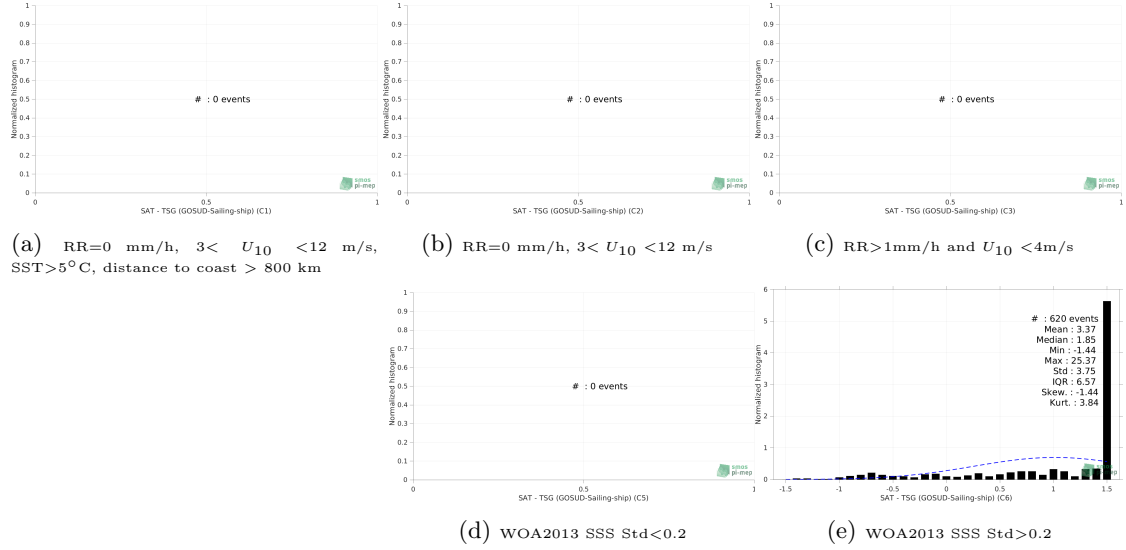 1
0.9
0.8
0.7
0.6
0.5
0.4
0.3
0.2
0.1
0
Normalized histogram
# : 0 events
smos
pi-mep
0 0.5 1
SAT - TSG (GOSUD-Sailing-ship) (C1)
(a) RR=0 mm/h, 3< U10 <12 m/s,
SST>5°C, distance to coast > 800 km
1
0.9
0.8
0.7
0.6
0.5
0.4
0.3
0.2
0.1
0
Normalized histogram
# : 0 events
smos
pi-mep
0 0.5 1
SAT - TSG (GOSUD-Sailing-ship) (C2)
(b) RR=0 mm/h, 3< U10 <12 m/s
1
0.9
0.8
0.7
0.6
0.5
0.4
0.3
0.2
0.1
0
Normalized histogram
# : 0 events
smos
pi-mep
0 0.5 1
SAT - TSG (GOSUD-Sailing-ship) (C3)
(c) RR>1mm/h and U10 <4m/s
1
0.9
0.8
0.7
0.6
0.5
0.4
0.3
0.2
0.1
0
Normalized histogram
# : 0 events
smos
pi-mep
0 0.5 1
SAT - TSG (GOSUD-Sailing-ship) (C5)
(d) WOA2013 SSS Std<0.2
6
5
4
3
2
1
0
Normalized histogram
# : 620 events
Mean : 3.37
Median : 1.85
Min : -1.44
Max : 25.37
Std : 3.75
IQR : 6.57
Skew. : -1.44
Kurt. : 3.84
smos
pi-mep
-1.5 -1 -0.5 0 0.5 1 1.5
SAT - TSG (GOSUD-Sailing-ship) (C6)
(e) WOA2013 SSS Std>0.2